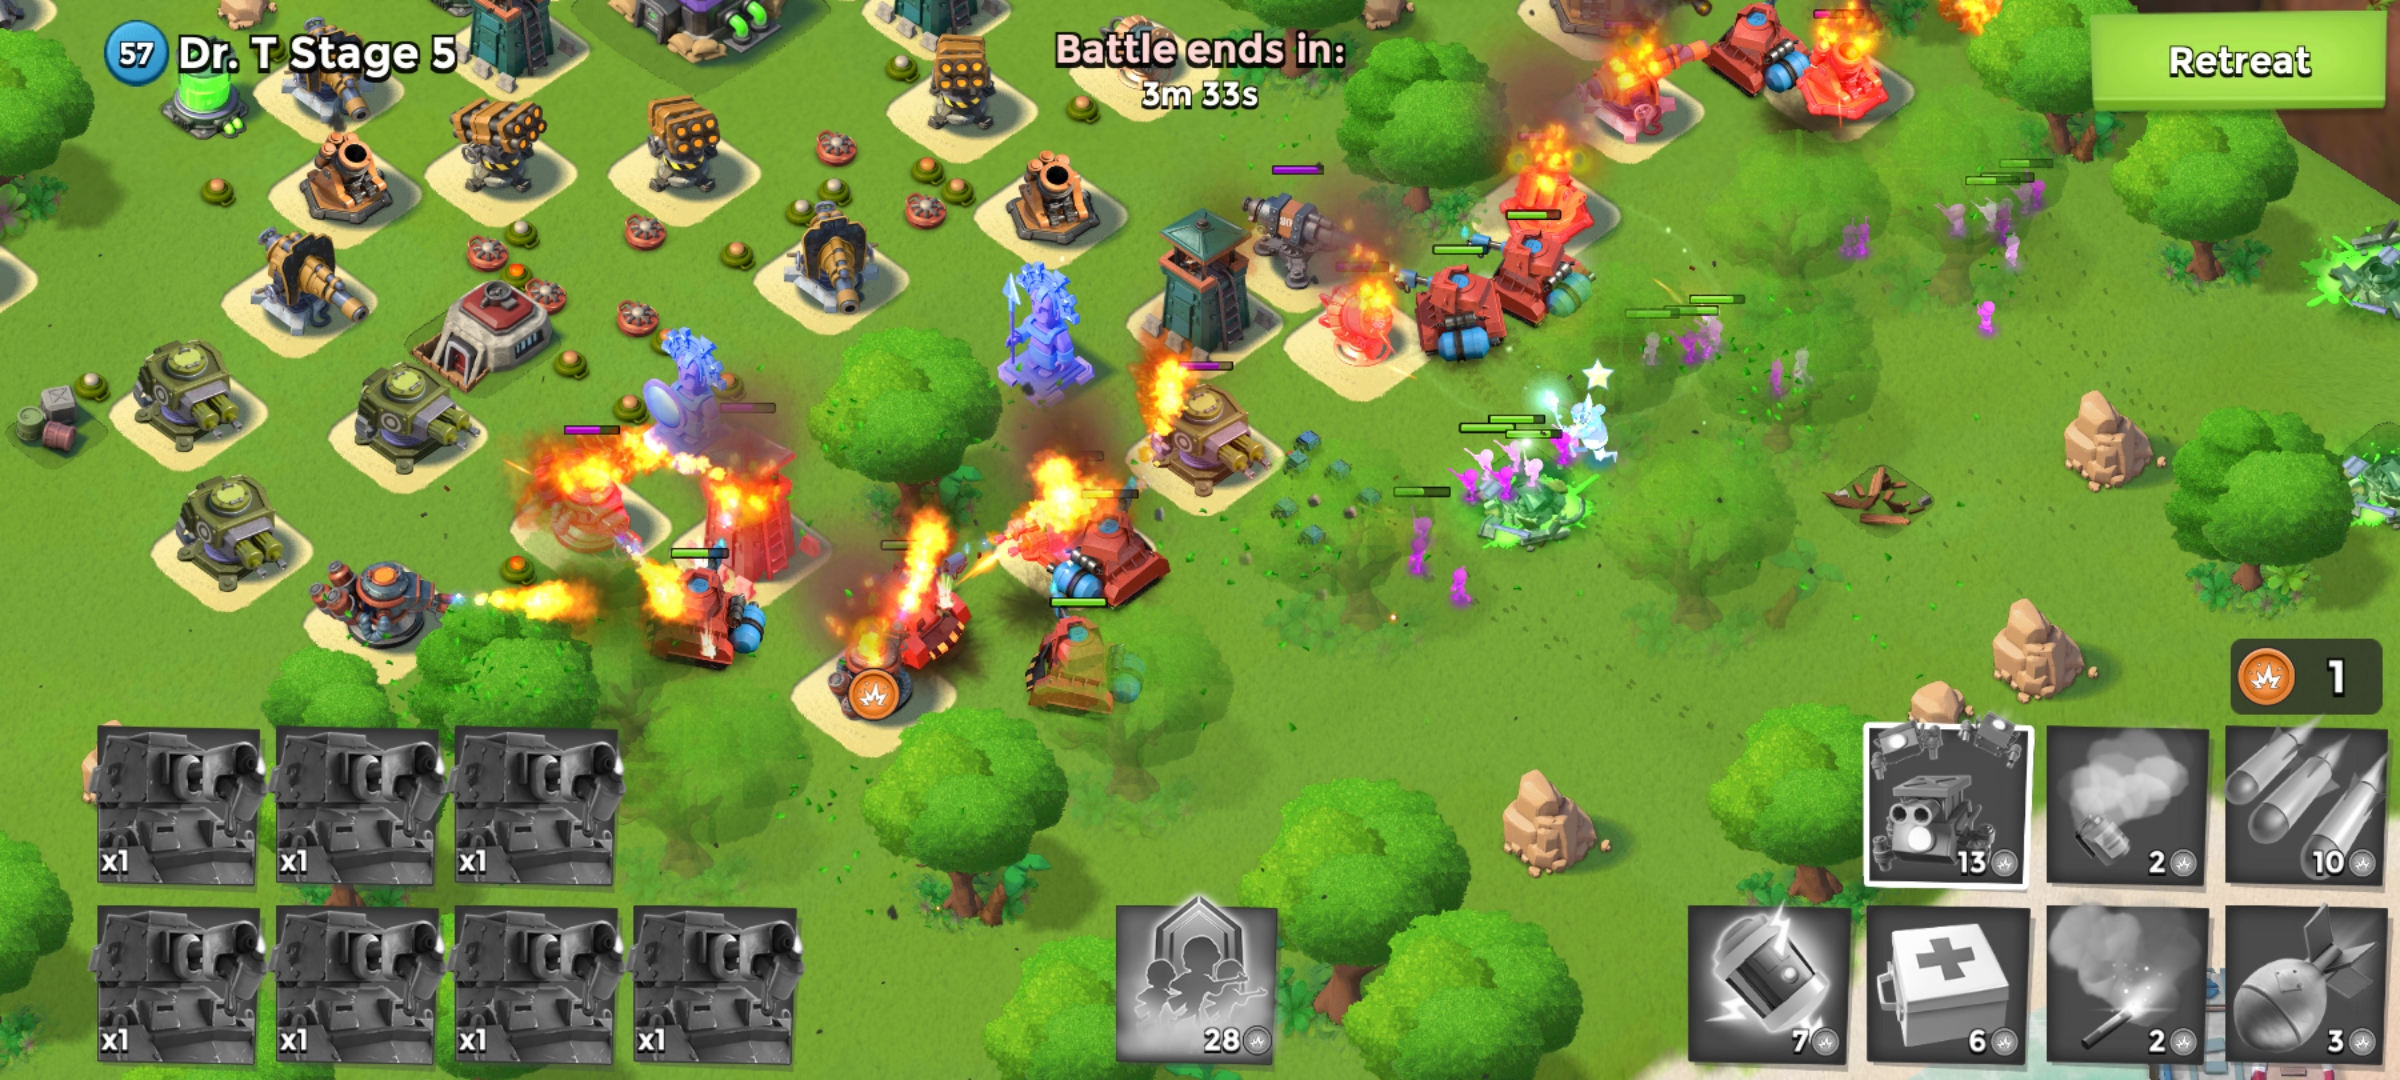 57 Dr. T Stage 5
Battle ends in:
3m 33s
Retreat
1
x1
x1
x1
13
2
10
x1
x1
x1
x1
28
7
6
2
3